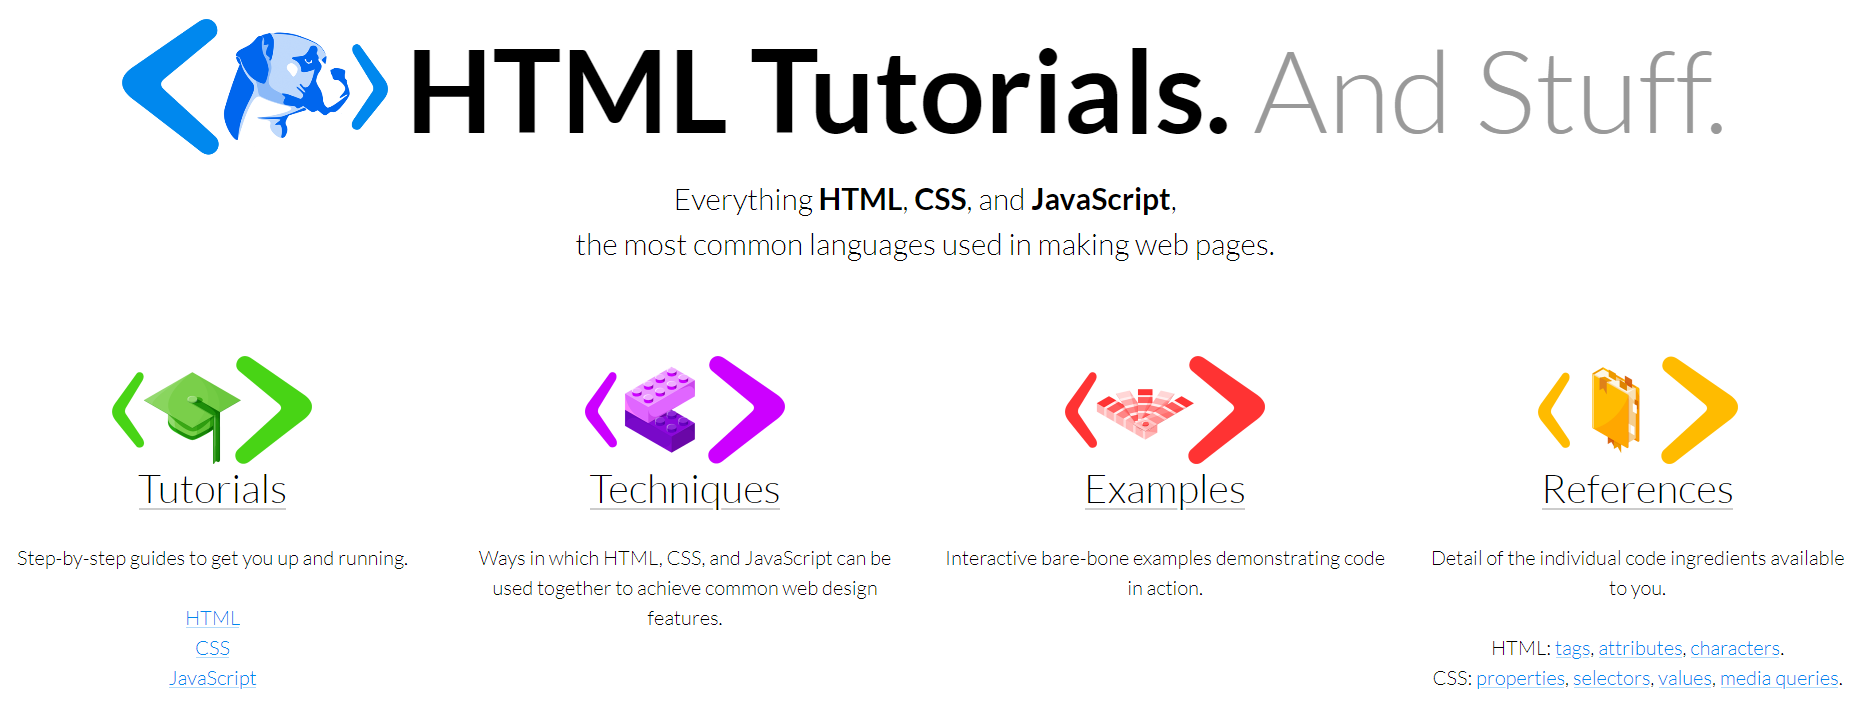 HTML Tutorials. And Stuff.
Everything HTML, CSS, and JavaScript,
the most common languages used in making web pages.
Tutorials
Step-by-step guides to get you up and running.
HTML
CSS
JavaScript
Techniques
Ways in which HTML, CSS, and JavaScript can be
used together to achieve common web design
features.
Examples
Interactive bare-bone examples demonstrating code
in action.
References
Detail of the individual code ingredients available
to you.
HTML: tags, attributes, characters.
CSS: properties, selectors, values, media queries.